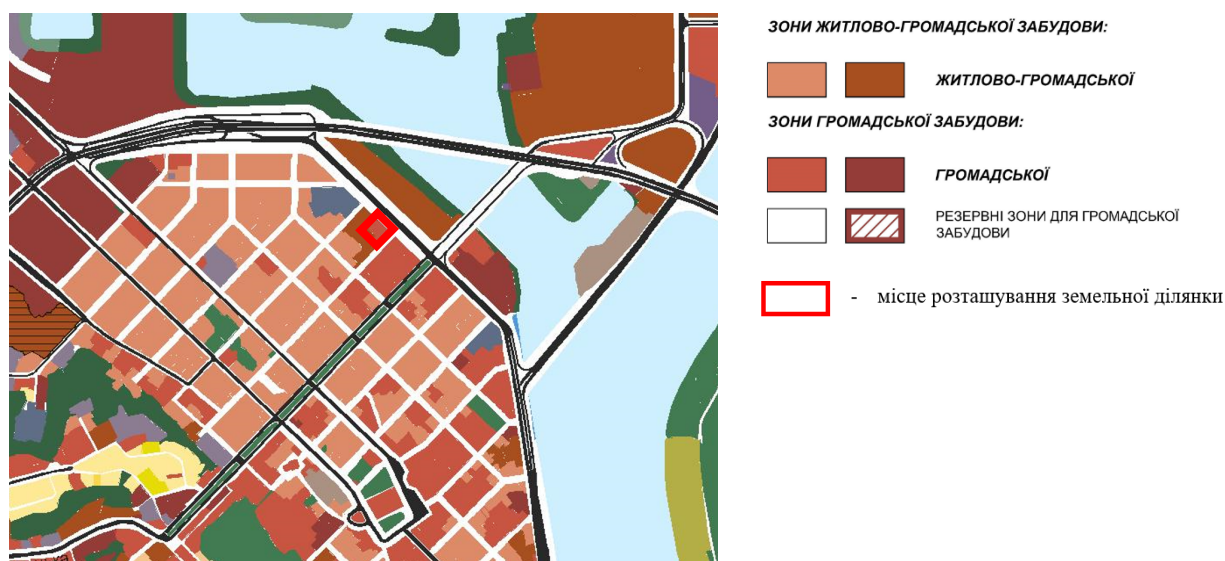 ЗОНИ ЖИТЛОВО-ГРОМАДСЬКОЇ ЗАБУДОВИ:
ЖИТЛОВО-ГРОМАДСЬКОЇ
ЗОНИ ГРОМАДСЬКОЇ ЗАБУДОВИ:
ГРОМАДСЬКОЇ
РЕЗЕРВНІ ЗОНИ ДЛЯ ГРОМАДСЬКОЇ
ЗАБУДОВИ
- місце розташування земельної ділянки